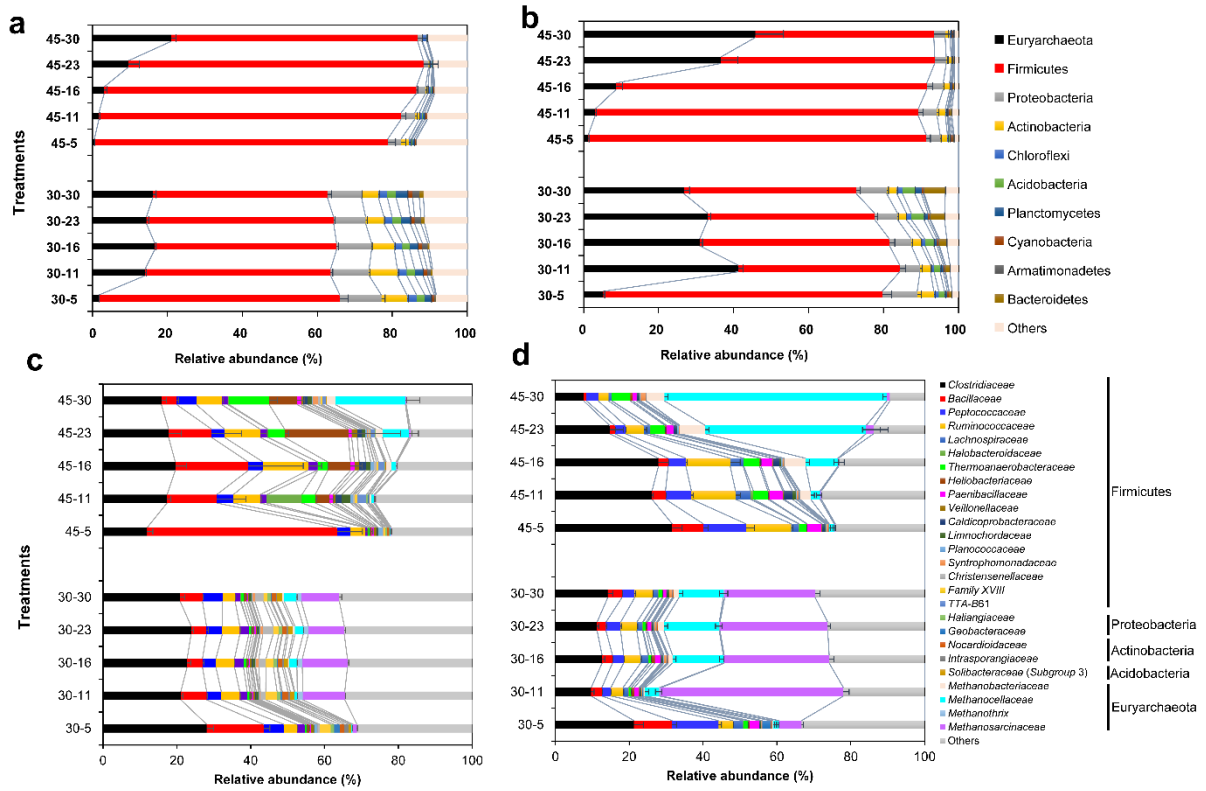 a
45-30
45-23
45-16
45-11
45-5
30-30
30-23
30-16
30-11
30-5
Treatments
0 20 40 60 80 100
Relative abundance (%)
b
45-30
45-23
45-16
45-11
45-5
30-30
30-23
30-16
30-11
30-5
0 20 40 60 80 100
Relative abundance (%)
Euryarchaeota
Firmicutes
Proteobacteria
Actinobacteria
Chloroflexi
Acidobacteria
Planctomycetes
Cyanobacteria
Armatimonadetes
Bacteroidetes
Others
c
45-30
45-23
45-16
45-11
45-5
30-30
30-23
30-16
30-11
30-5
Treatments
0 20 40 60 80 100
Relative abundance (%)
d
45-30
45-23
45-16
45-11
45-5
30-30
30-23
30-16
30-11
30-5
0 20 40 60 80 100
Relative abundance (%)
Clostridiaceae
Bacillaceae
Peptococcaceae
Ruminococcaceae
Lachnospiraceae
Halobacteroidaceae
Thermoanaerobacteraceae
Heliobacteriaceae
Paenibacillaceae
Veillonellaceae
Caldicoprobacteraceae
Limnochordaceae
Planococcaceae
Syntrophomonadaceae
Christensenellaceae
Family XVIII
TTA-B61
Haliangiaceae
Geobacteraceae
Nocardioidaceae
Intrasporangiaceae
Solibacteraceae (Subgroup 3)
Methanobacteriaceae
Methanocellaceae
Methanothrix
Methanosarcinaceae
Others
Firmicutes
Proteobacteria
Actinobacteria
Acidobacteria
Euryarchaeota